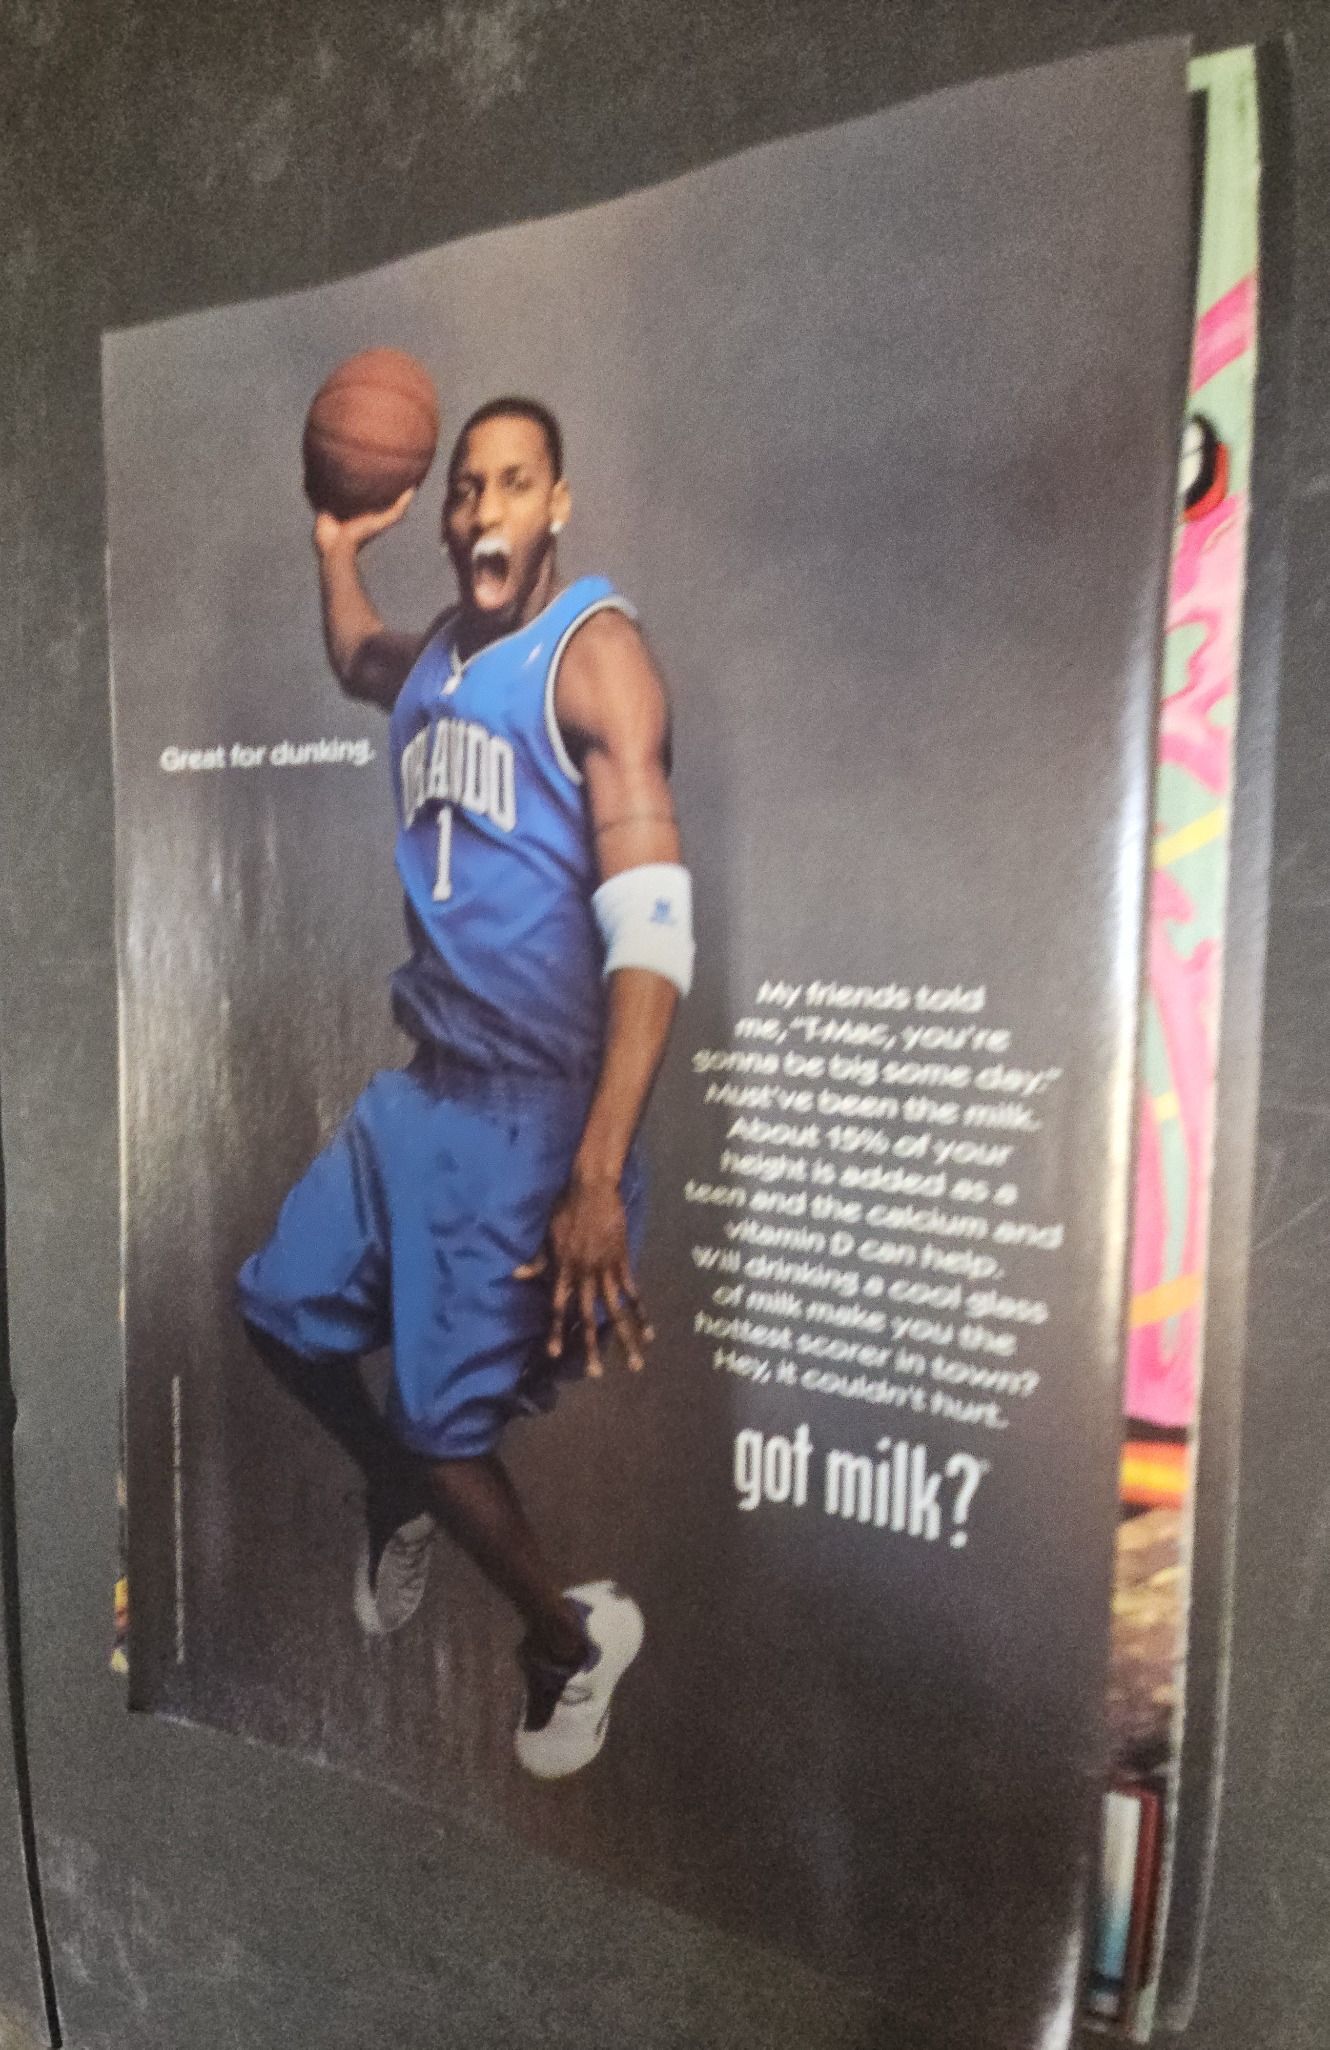 Great for dunking.
ORLANDO
1
My friends told
me, "T-Mac, you're
gonna be big some day."
Must've been the milk.
About 15% of your
height is added as a
teen and the calcium and
vitamin D can help.
Will drinking a cool glass
of milk make you the
hottest scorer in town?
Hey, it couldn't hurt.
got milk?